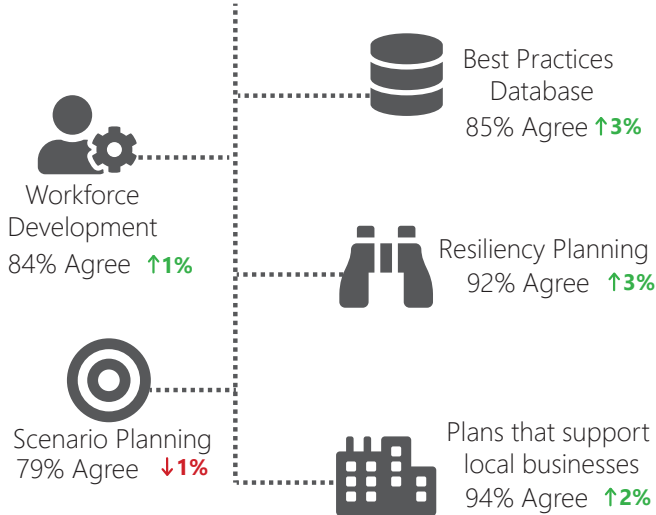 Best Practices
Database
85% Agree ↑3%
Workforce
Development
84% Agree ↑1%
Resiliency Planning
92% Agree ↑3%
Scenario Planning
79% Agree ↓1%
Plans that support
local businesses
94% Agree ↑2%